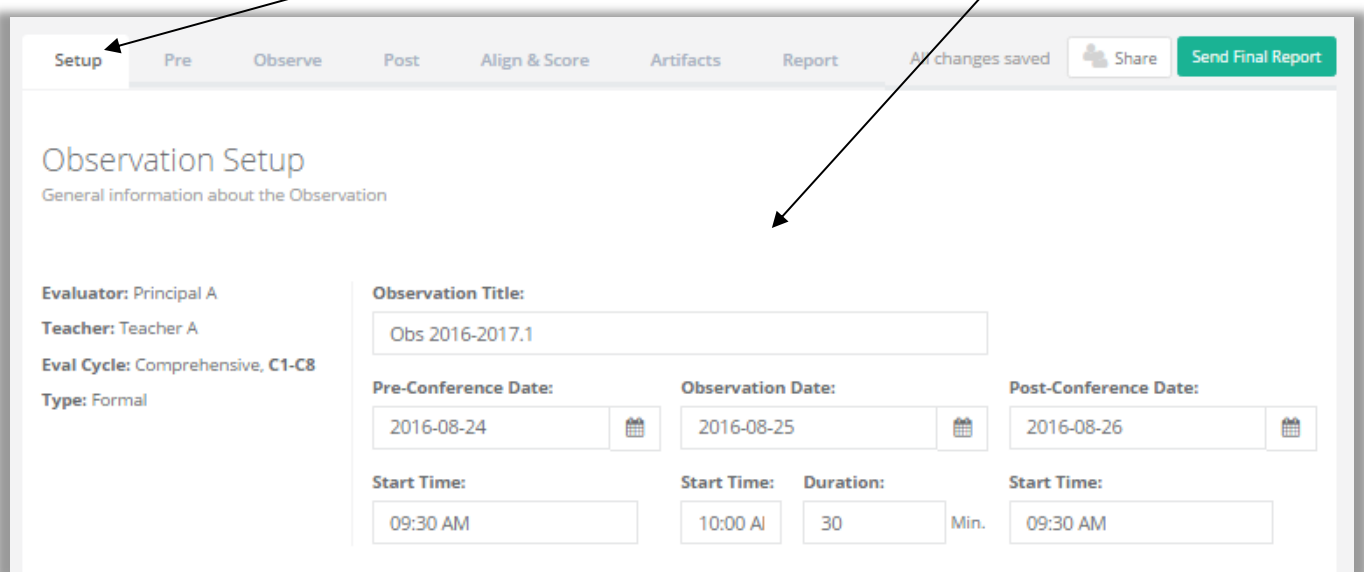 Setup Pre Observe Post Align & Score Artifacts Report All changes saved Share Send Final Report
Observation Setup
General information about the Observation
Evaluator: Principal A
Teacher: Teacher A
Eval Cycle: Comprehensive, C1-C8
Type: Formal
Observation Title:
Obs 2016-2017.1
Pre-Conference Date: Observation Date: Post-Conference Date:
2016-08-24 2016-08-25 2016-08-26
Start Time: Start Time: Duration: Start Time:
09:30 AM 10:00 A 30 Min. 09:30 AM